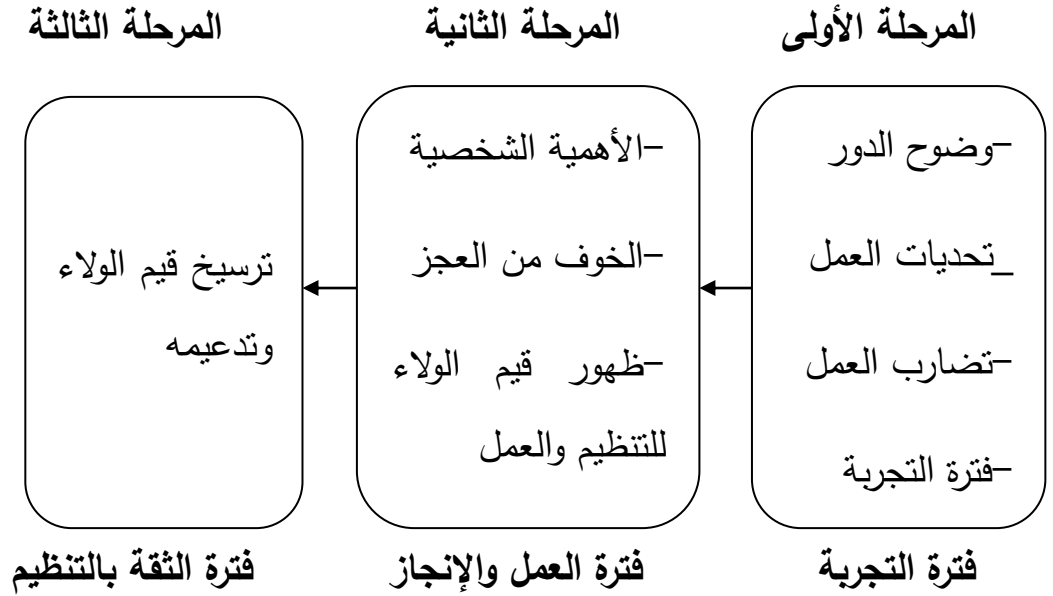 المرحلة الأولى
المرحلة الثانية
المرحلة الثالثة
-وضوح الدور
_تحديات العمل
-تضارب العمل
-فترة التجربة
-الأهمية الشخصية
-الخوف من العجز
-ظهور قيم الولاء
للتنظيم والعمل
ترسيخ قيم الولاء
وتدعيمه
فترة التجربة
فترة العمل والإنجاز
فترة الثقة بالتنظيم